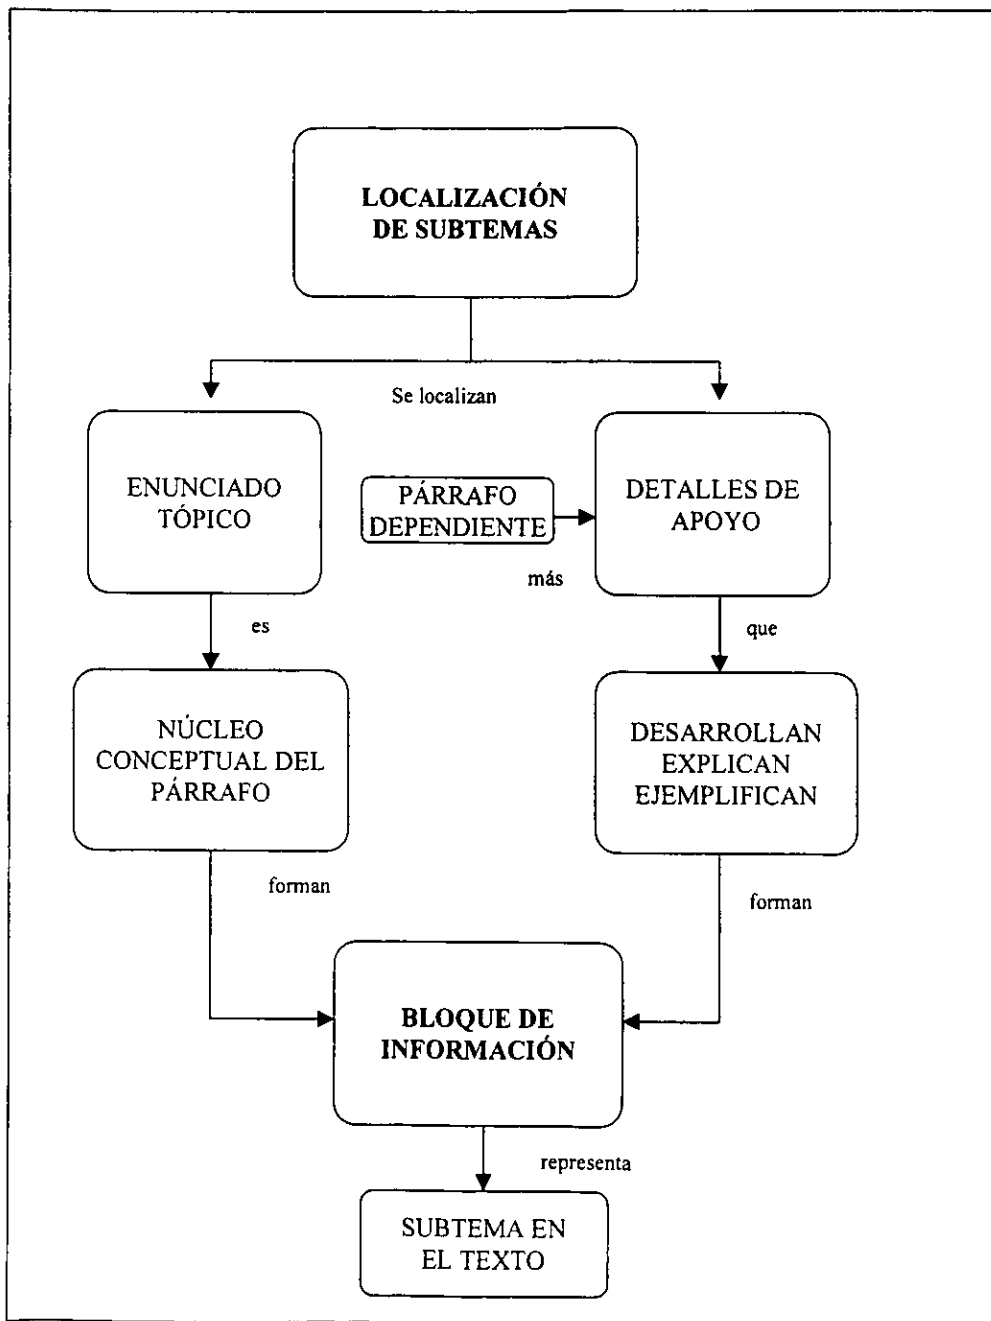 LOCALIZACIÓN
DE SUBTEMAS
Se localizan
ENUNCIADO
TÓPICO
PÁRRAFO
DEPENDIENTE
DETALLES DE
APOYO
más
es
que
NÚCLEO
CONCEPTUAL DEL
PÁRRAFO
DESARROLLAN
EXPLICAN
EJEMPLIFICAN
forman
forman
BLOQUE DE
INFORMACIÓN
representa
SUBTEMA EN
EL TEXTO